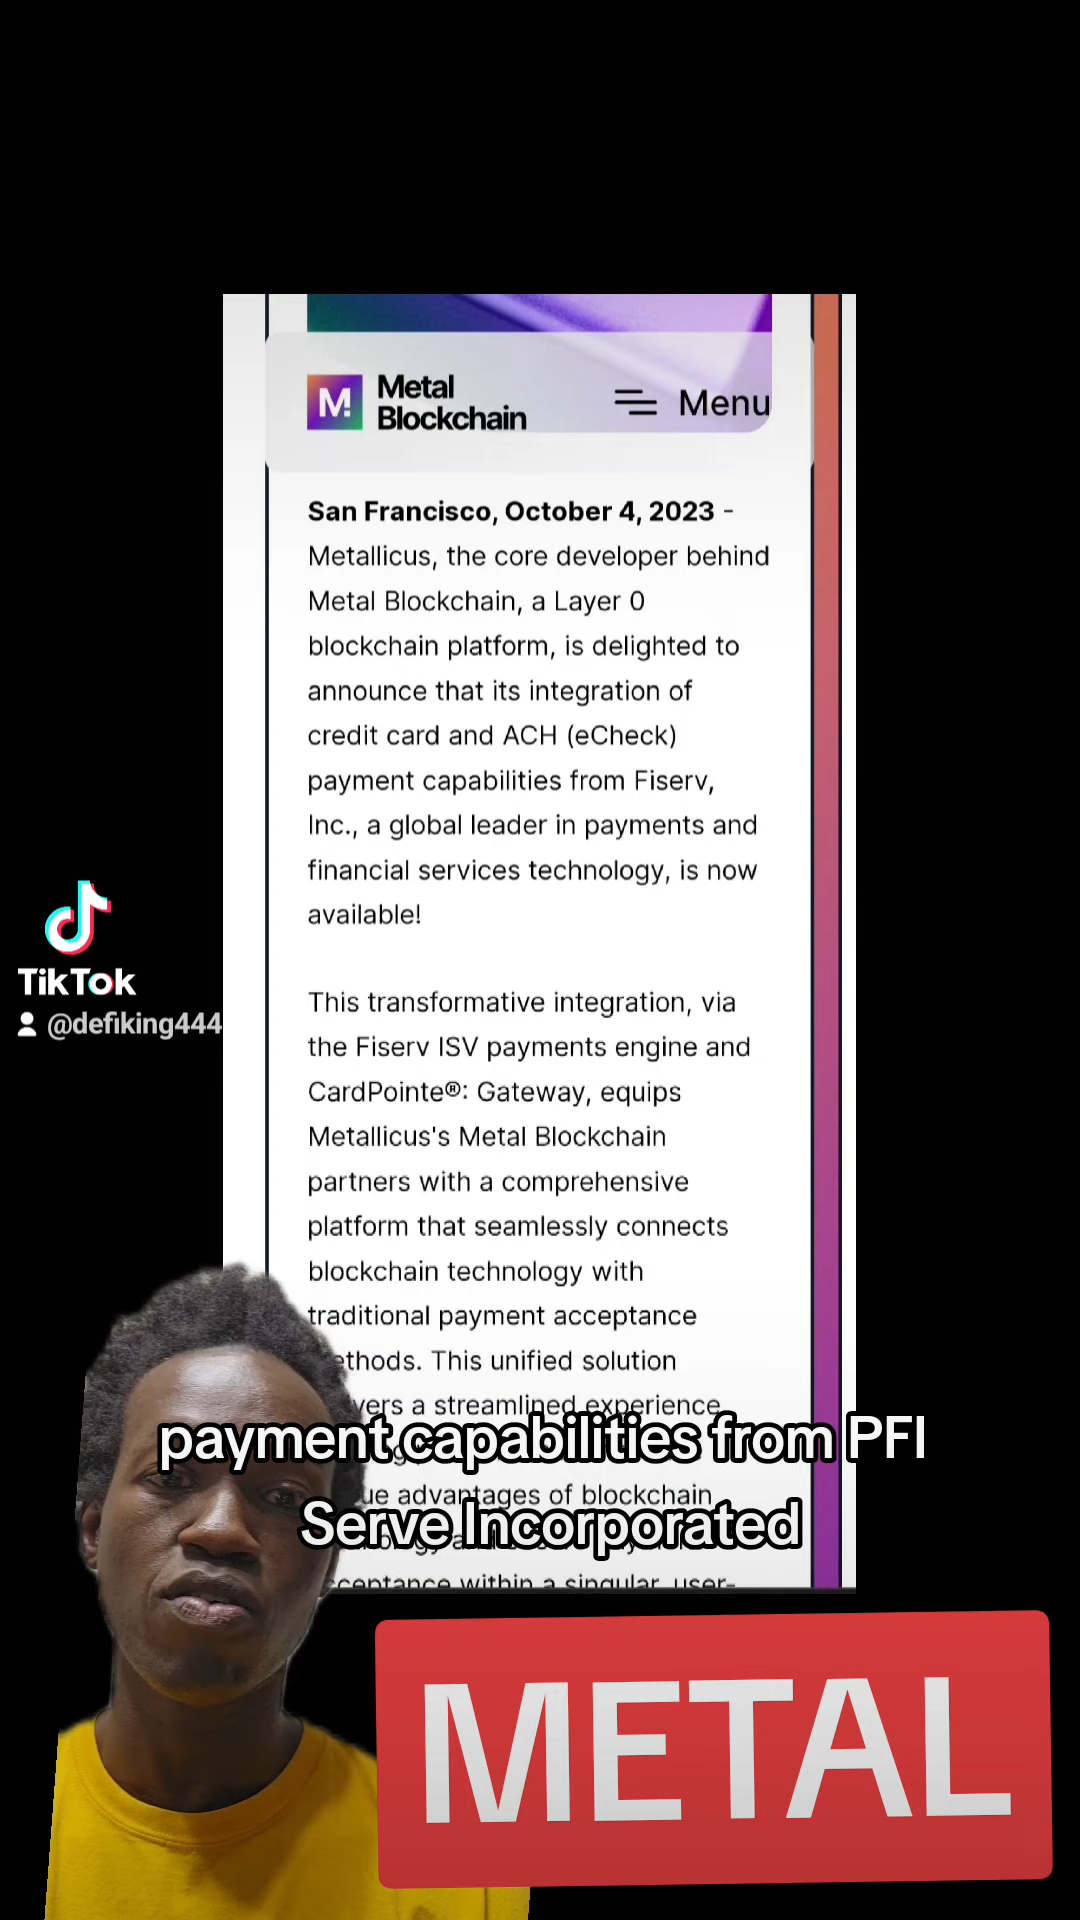 Metal
Blockchain
Menu
San Francisco, October 4, 2023 -
Metallicus, the core developer behind
Metal Blockchain, a Layer 0
blockchain platform, is delighted to
announce that its integration of
credit card and ACH (eCheck)
payment capabilities from Fiserv,
Inc., a global leader in payments and
financial services technology, is now
available!
This transformative integration, via
the Fiserv ISV payments engine and
CardPointe®: Gateway, equips
Metallicus's Metal Blockchain
partners with a comprehensive
platform that seamlessly connects
blockchain technology with
traditional payment acceptance
This unified solution
a streamlined experience
advantages of blockchain
within a singular, user-
TikTok
@defiking444
payment capabilities from PFI
Serve Incorporated
METAL